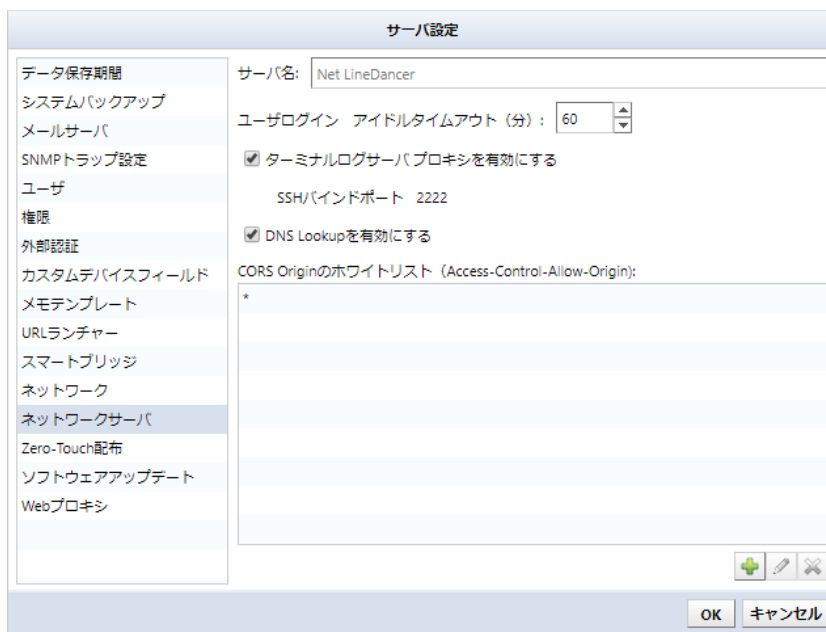 サーバ設定
データ保存期間
システムバックアップ
メールサーバ
SNMPトラップ設定
ユーザ
権限
外部認証
カスタムデバイスフィールド
メモテンプレート
URLランチャー
スマートブリッジ
ネットワーク
ネットワークサーバ
Zero-Touch配布
ソフトウェアアップデート
Webプロキシ
サーバ名: Net LineDancer
ユーザログイン アイドルタイムアウト（分）: 60
ターミナルログサーバ プロキシを有効にする
SSHバインドポート 2222
DNS Lookupを有効にする
CORS Originのホワイトリスト（Access-Control-Allow-Origin):
*
OK キャンセル